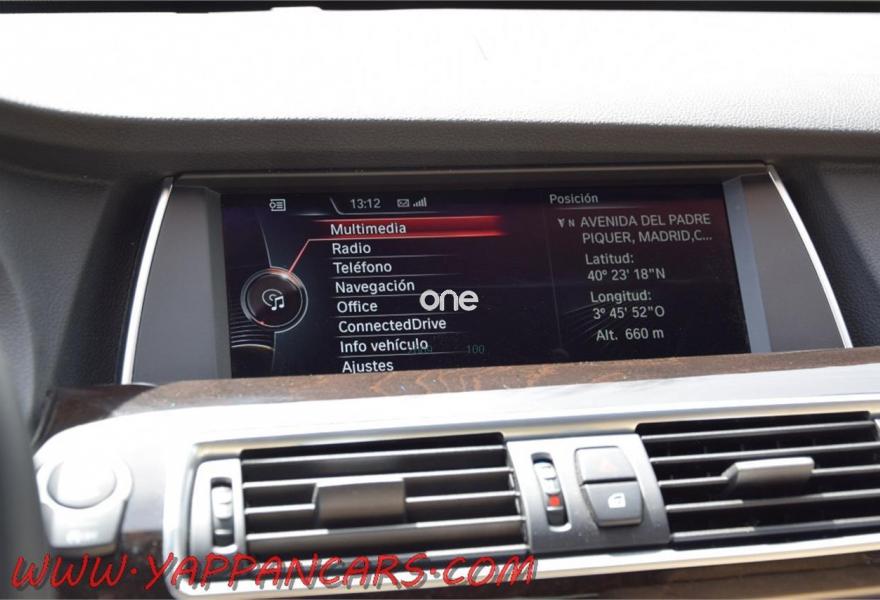 13:12
Multimedia
Radio
Teléfono
Navegación
Office
ConnectedDrive
Info vehículo
Ajustes
Posición
N AVENIDA DEL PADRE
PIQUER, MADRID,C...
Latitud:
40° 23' 18"N
Longitud:
3° 45' 52"O
Alt. 660 m
one
100
WWW.YAPPANCARS.COM